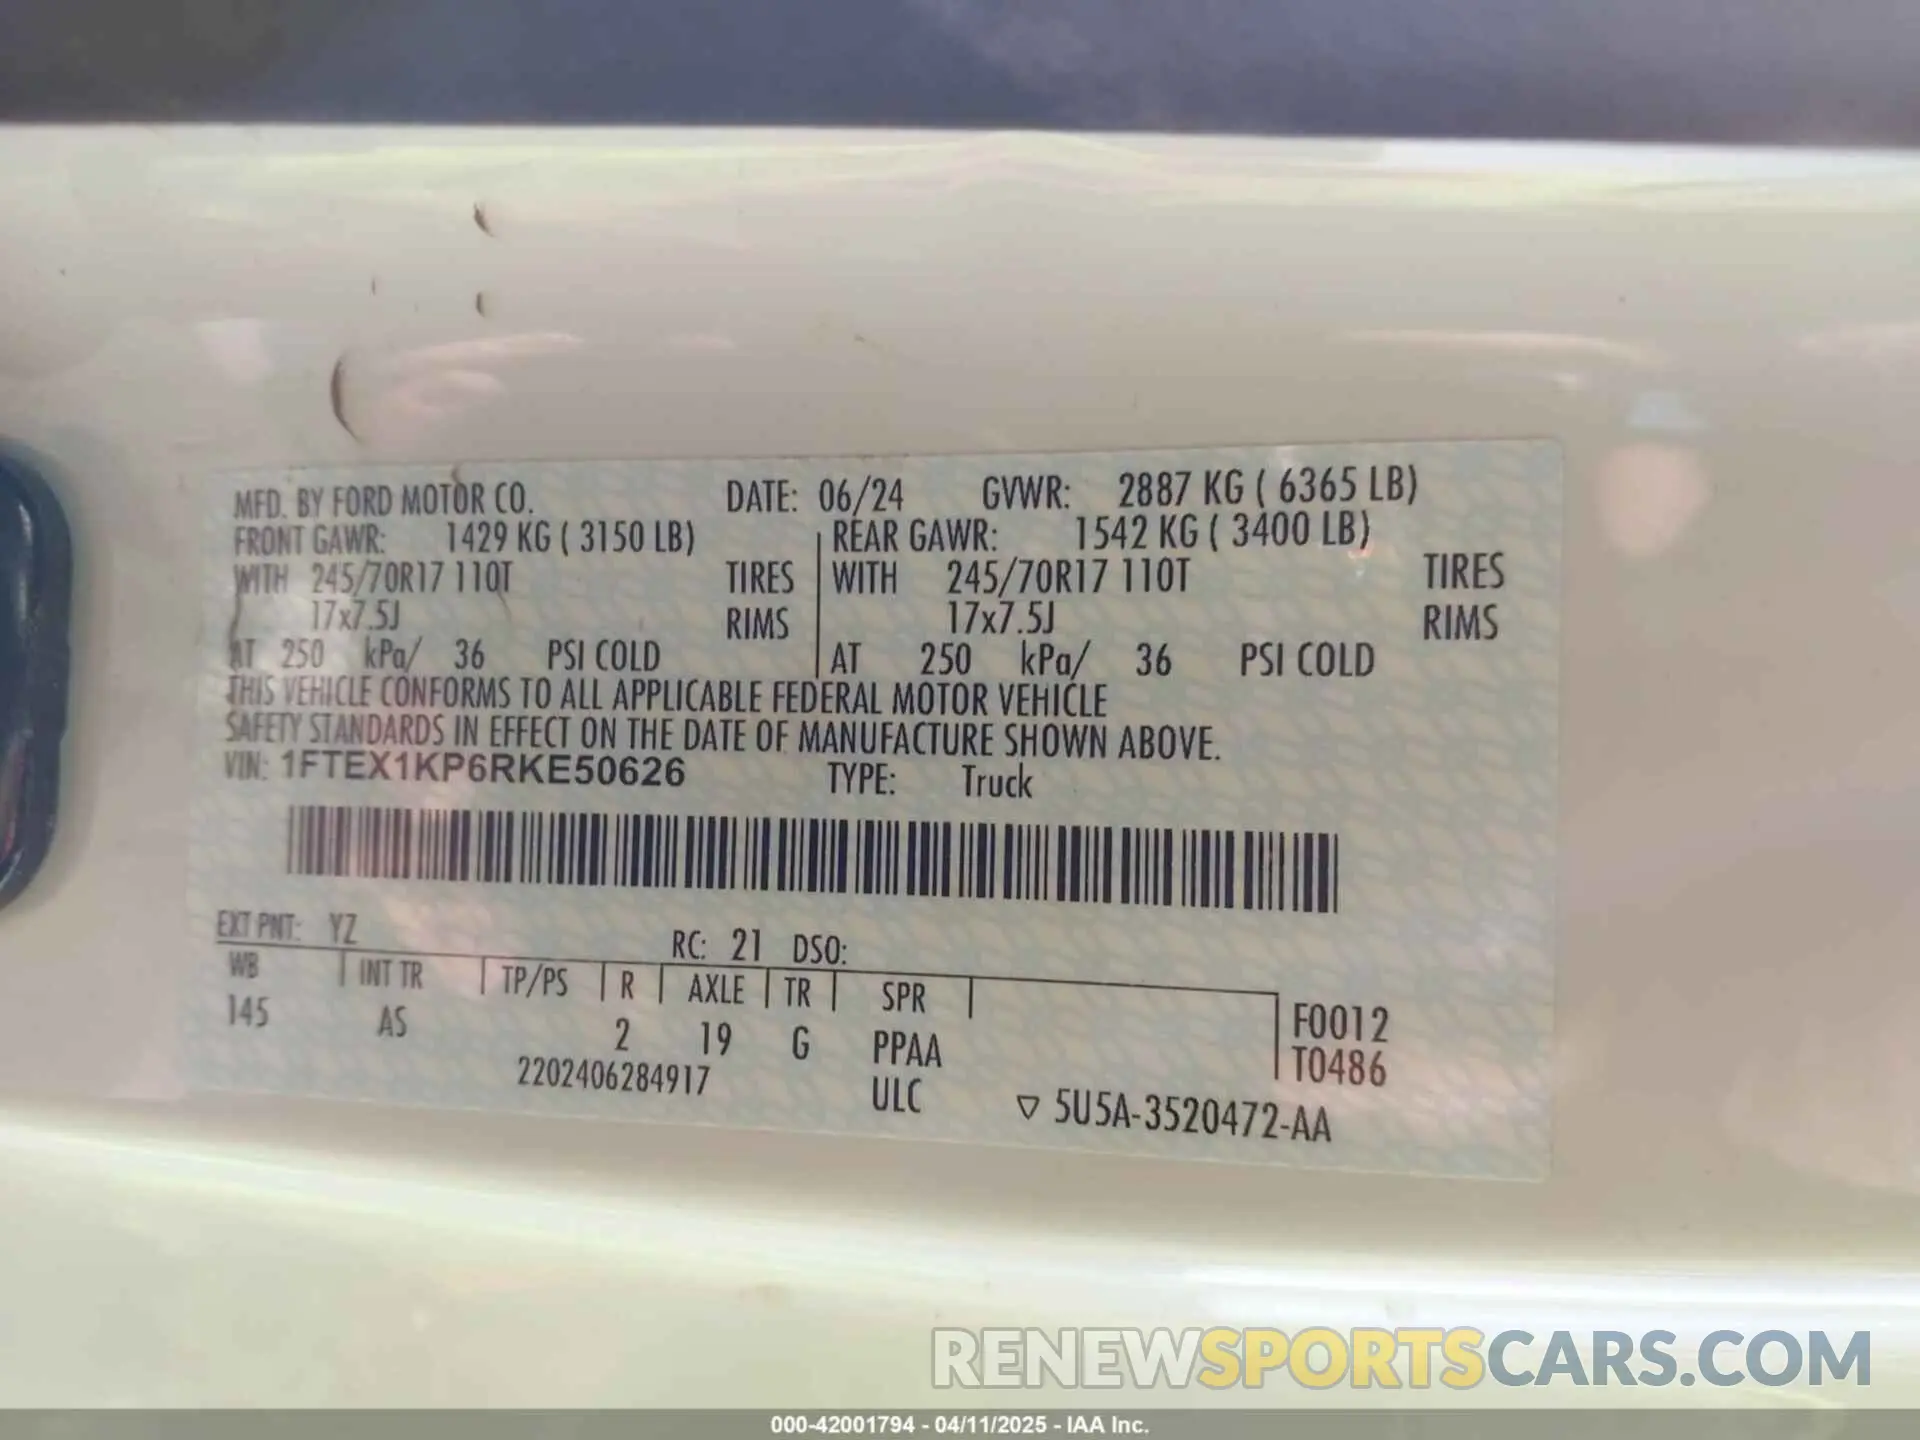 MFD. BY FORD MOTOR CO. DATE: 06/24 GVWR: 2887 KG ( 6365 LB)
FRONT GAWR: 1429 KG ( 3150 LB) REAR GAWR: 1542 KG ( 3400 LB)
WITH 245/70R17 110T TIRES WITH 245/70R17 110T TIRES
17x7.5J RIMS 17x7.5J RIMS
AT 250 kPa/ 36 PSI COLD AT 250 kPa/ 36 PSI COLD
THIS VEHICLE CONFORMS TO ALL APPLICABLE FEDERAL MOTOR VEHICLE
SAFETY STANDARDS IN EFFECT ON THE DATE OF MANUFACTURE SHOWN ABOVE.
VIN: 1FTEX1KP6RKE50626 TYPE: Truck
EXT PNT: YZ RC: 21 DSO:
WB INT TR TP/PS R AXLE TR SPR F0012
145 AS 2 19 G PPAA T0486
2202406284917 ULC ▽ 5U5A-3520472-AA
RENEWSPORTSCARS.COM
000-42001794 - 04/11/2025 - IAA Inc.